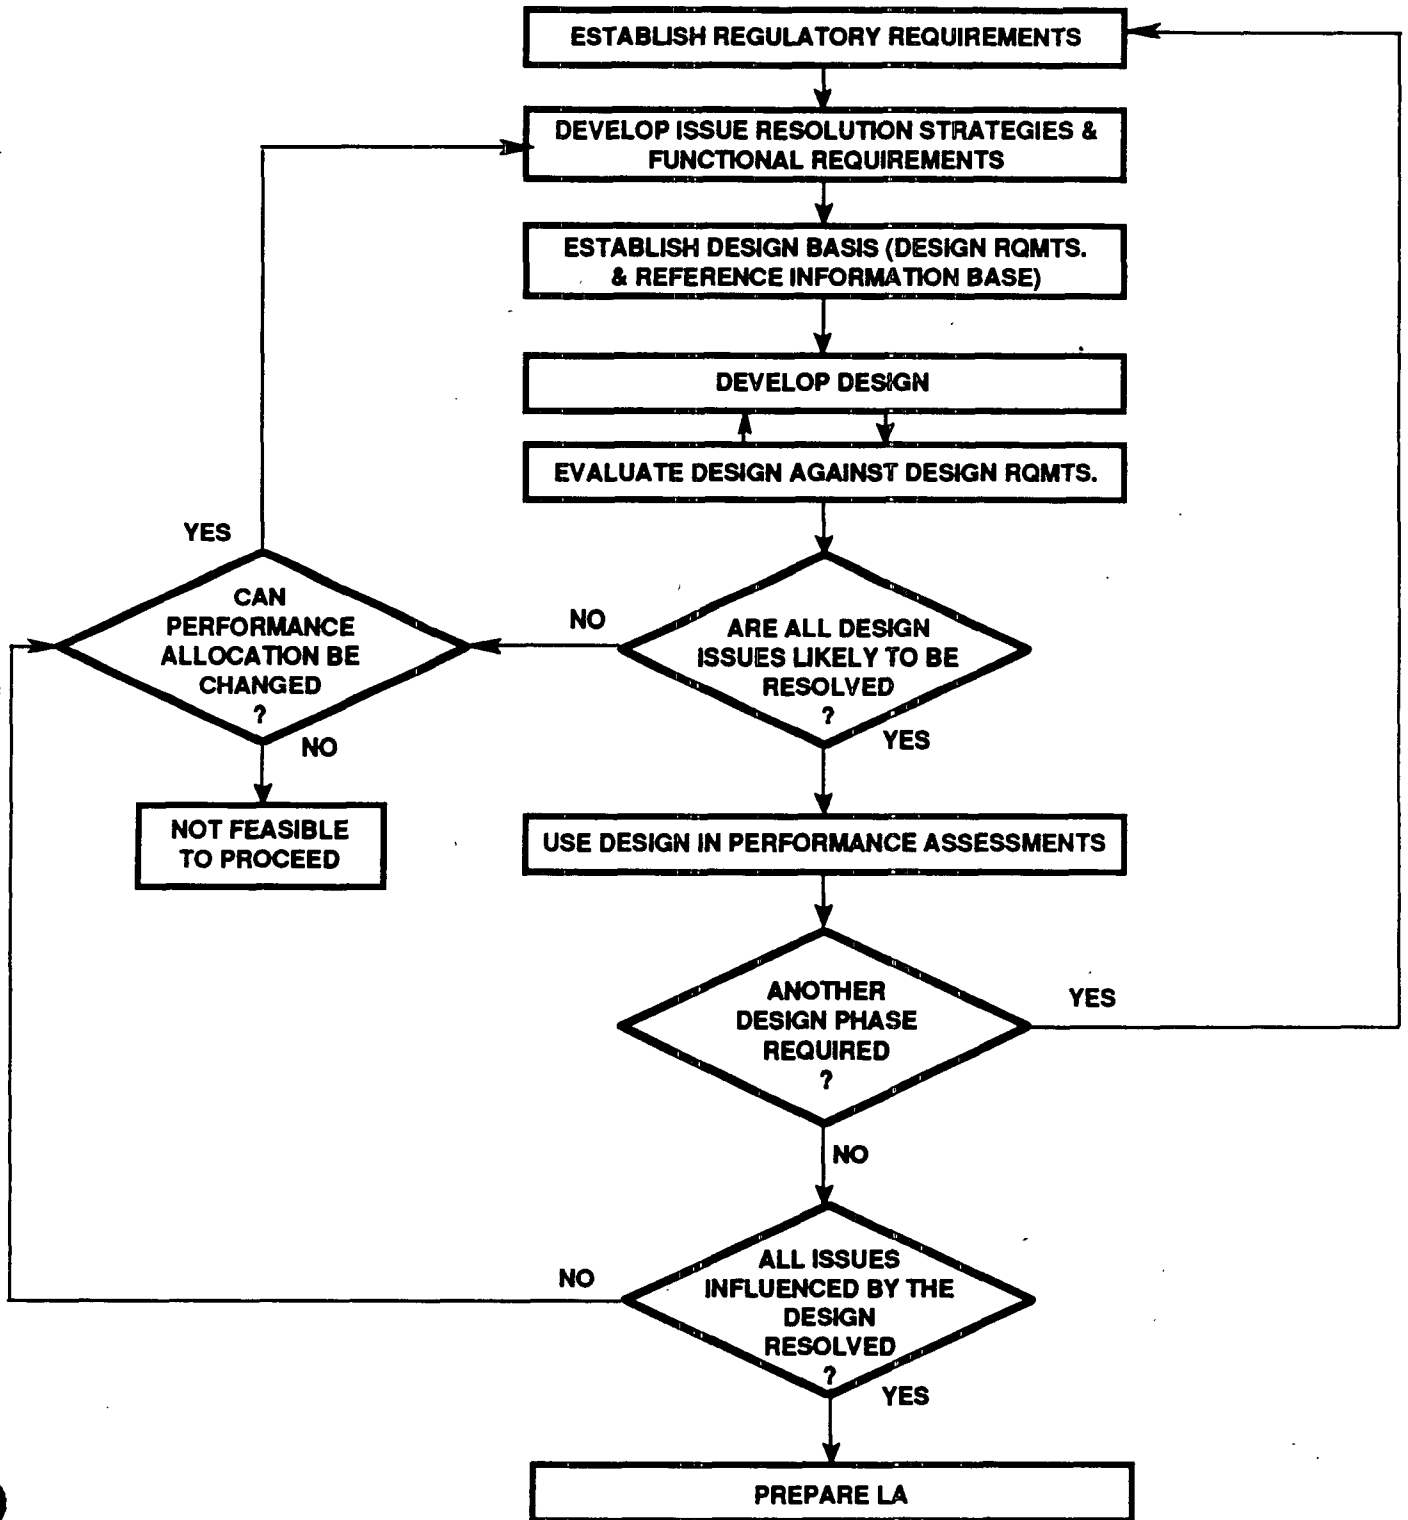 ESTABLISH REGULATORY REQUIREMENTS
DEVELOP ISSUE RESOLUTION STRATEGIES &
FUNCTIONAL REQUIREMENTS
ESTABLISH DESIGN BASIS (DESIGN RQMTS.
& REFERENCE INFORMATION BASE)
DEVELOP DESIGN
EVALUATE DESIGN AGAINST DESIGN RQMTS.
YES
CAN
PERFORMANCE
ALLOCATION BE
CHANGED
?
NO
NO
ARE ALL DESIGN
ISSUES LIKELY TO BE
RESOLVED
?
YES
NOT FEASIBLE
TO PROCEED
USE DESIGN IN PERFORMANCE ASSESSMENTS
ANOTHER
DESIGN PHASE
REQUIRED
?
YES
NO
NO
ALL ISSUES
INFLUENCED BY THE
DESIGN
RESOLVED
?
YES
PREPARE LA